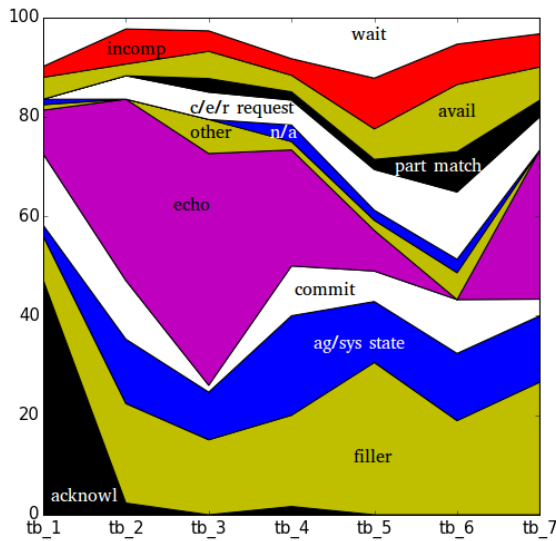 100
wait
incomp
80
avail
c/e/r request
other
n/a
part match
60
echo
commit
40
ag/sys state
20
filler
acknowl
0
tb_1 tb_2 tb_3 tb_4 tb_5 tb_6 tb_7